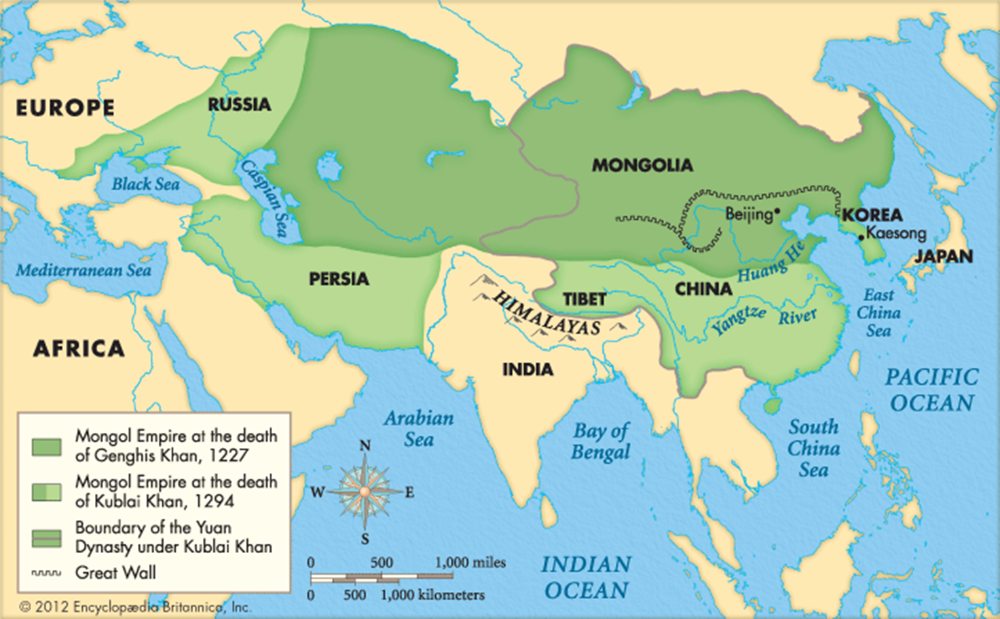 EUROPE
RUSSIA
Black Sea
Caspian Sea
MONGOLIA
Beijing
KOREA
Kaesong
JAPAN
Mediterranean Sea
PERSIA
Huang He
CHINA
TIBET
HIMALAYAS
Yangtze River
East
China
Sea
AFRICA
INDIA
PACIFIC
OCEAN
Arabian
Sea
Bay of
Bengal
South
China
Sea
Mongol Empire at the death
of Genghis Khan, 1227
Mongol Empire at the death
of Kublai Khan, 1294
Boundary of the Yuan
Dynasty under Kublai Khan
Great Wall
N
W E
S
0 500 1,000 miles
0 500 1,000 kilometers
INDIAN
OCEAN
© 2012 Encyclopædia Britannica, Inc.